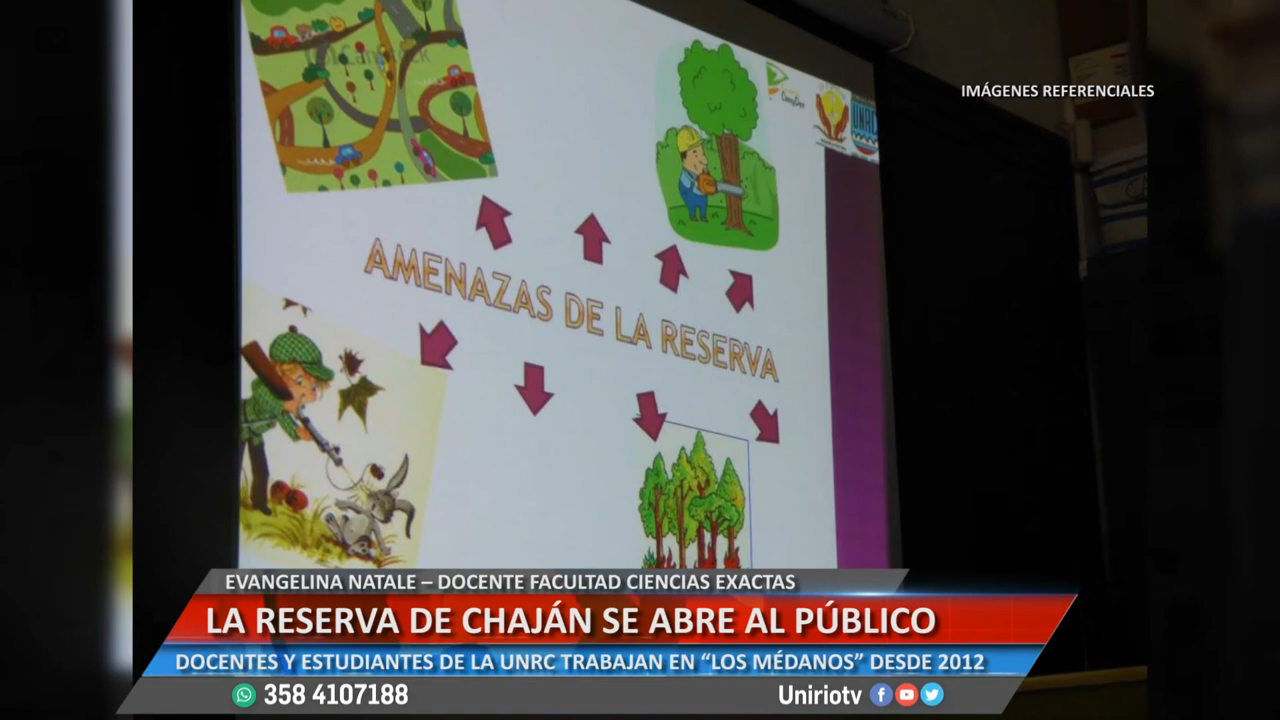 IMÁGENES REFERENCIALES
UNRC
AMENAZAS DE LA RESERVA
EVANGELINA NATALE – DOCENTE FACULTAD CIENCIAS EXACTAS
LA RESERVA DE CHAJÁN SE ABRE AL PÚBLICO
DOCENTES Y ESTUDIANTES DE LA UNRC TRABAJAN EN “LOS MÉDANOS” DESDE 2012
358 4107188
Uniriotv